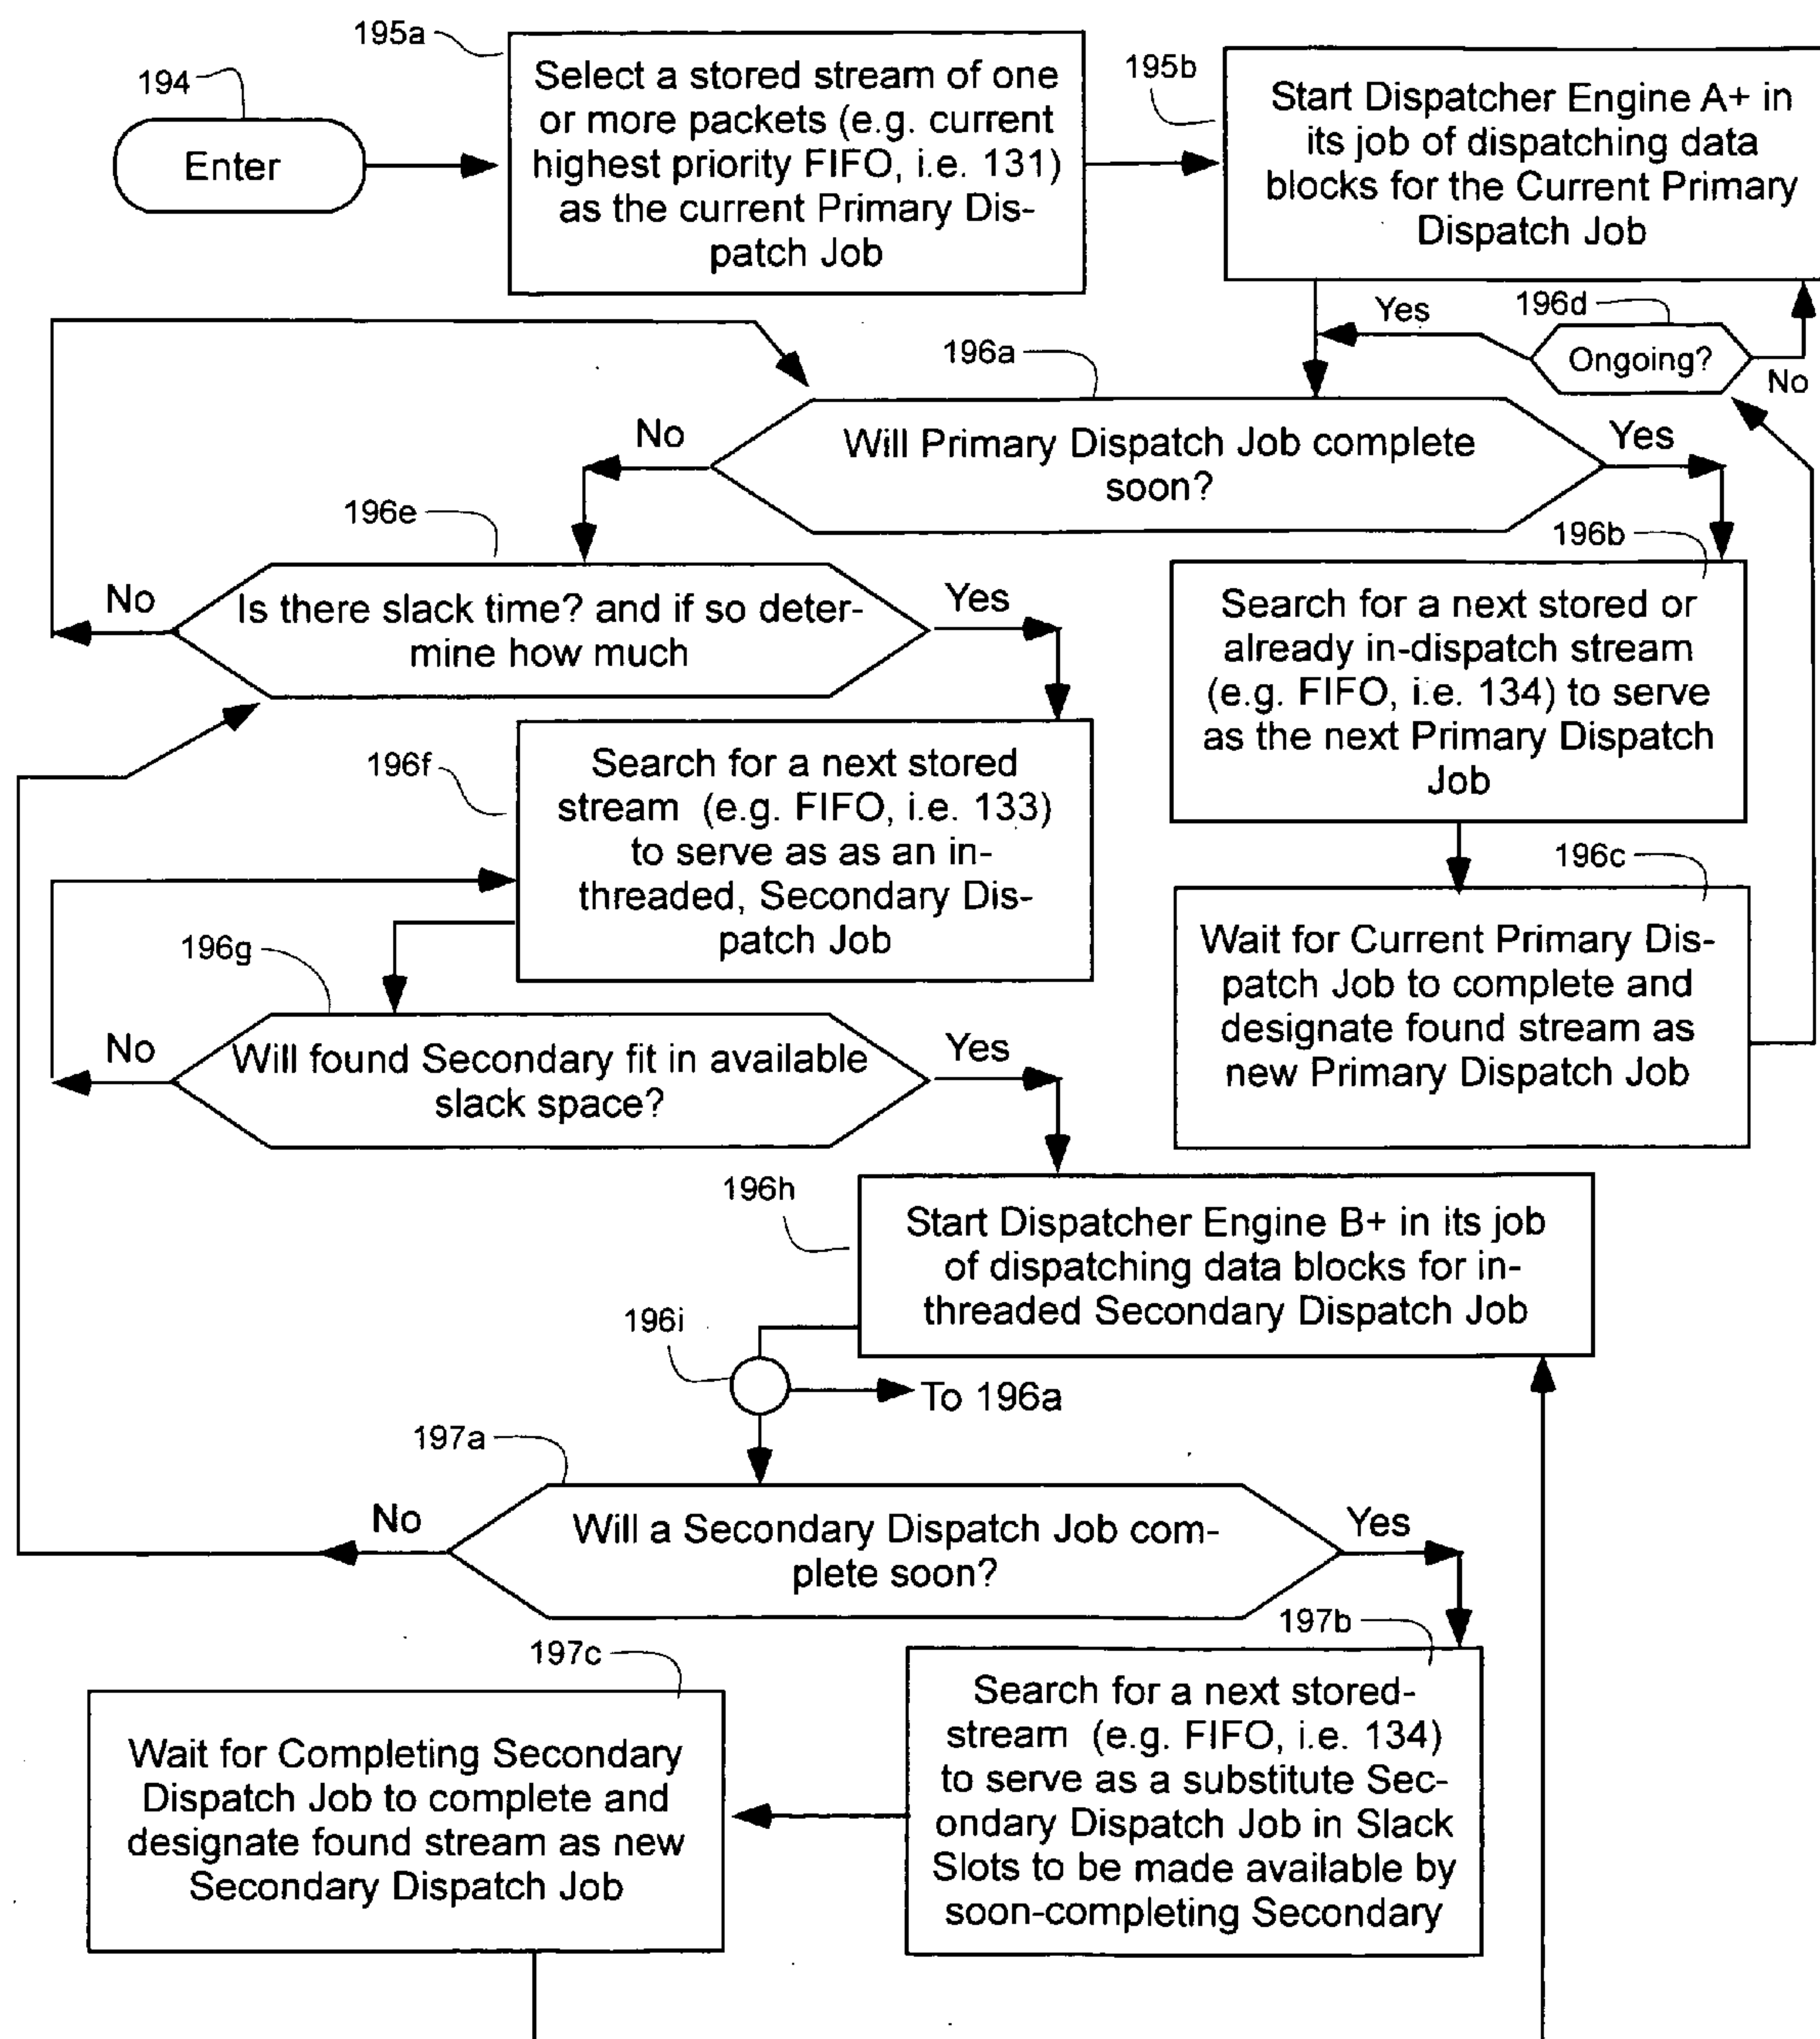 195a
Select a stored stream of one
or more packets (e.g. current
highest priority FIFO, i.e. 131)
as the current Primary Dis-
patch Job
194
Enter
195b
Start Dispatcher Engine A+ in
its job of dispatching data
blocks for the Current Primary
Dispatch Job
Yes
196d
Ongoing?
No
196a
Will Primary Dispatch Job complete
soon?
No
Yes
196e
Is there slack time? and if so deter-
mine how much
No
Yes
196b
Search for a next stored or
already in-dispatch stream
(e.g. FIFO, i.e. 134) to serve
as the next Primary Dispatch
Job
196f
Search for a next stored
stream (e.g. FIFO, i.e. 133)
to serve as as an in-
threaded, Secondary Dis-
patch Job
196c
Wait for Current Primary Dis-
patch Job to complete and
designate found stream as
new Primary Dispatch Job
196g
Will found Secondary fit in available
slack space?
No
Yes
196h
Start Dispatcher Engine B+ in its job
of dispatching data blocks for in-
threaded Secondary Dispatch Job
196i
To 196a
197a
Will a Secondary Dispatch Job com-
plete soon?
No
Yes
197b
Search for a next stored-
stream (e.g. FIFO, i.e. 134)
to serve as a substitute Sec-
ondary Dispatch Job in Slack
Slots to be made available by
soon-completing Secondary
197c
Wait for Completing Secondary
Dispatch Job to complete and
designate found stream as new
Secondary Dispatch Job